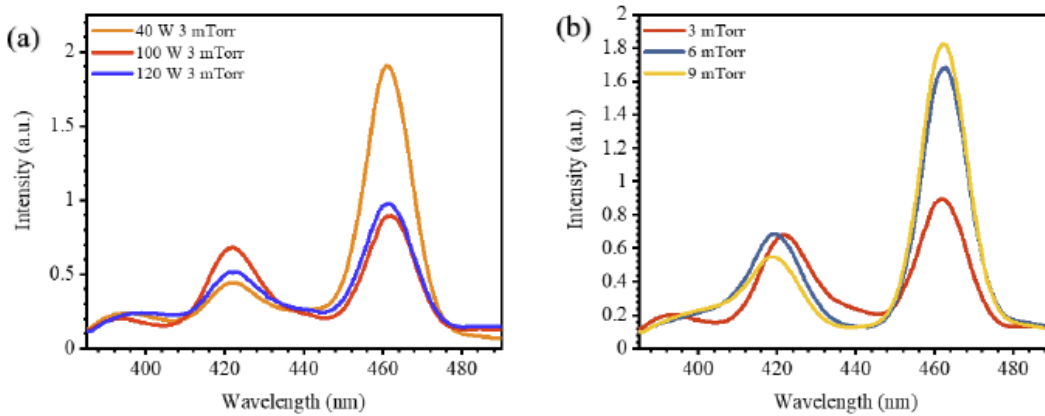 (a)
40 W 3 mTorr
100 W 3 mTorr
120 W 3 mTorr
2
1.5
1
0.5
0
400 420 440 460 480
Intensity (a.u.)
Wavelength (nm)
(b)
3 mTorr
6 mTorr
9 mTorr
2
1.8
1.6
1.4
1.2
1
0.8
0.6
0.4
0.2
0
400 420 440 460 480
Intensity (a.u.)
Wavelength (nm)